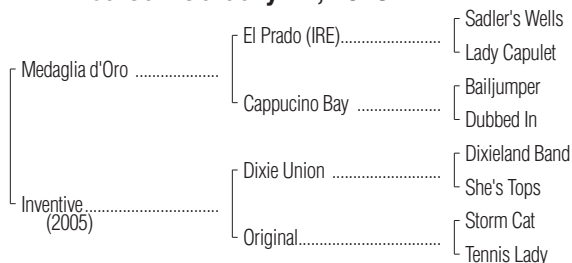 Sadler's Wells
El Prado (IRE)....................
Lady Capulet
Medaglia d'Oro .................
Bailjumper
Cappucino Bay .................
Dubbed In
Dixieland Band
Dixie Union ......................
She's Tops
Inventive...........................
(2005)
Storm Cat
Original.............................
Tennis Lady